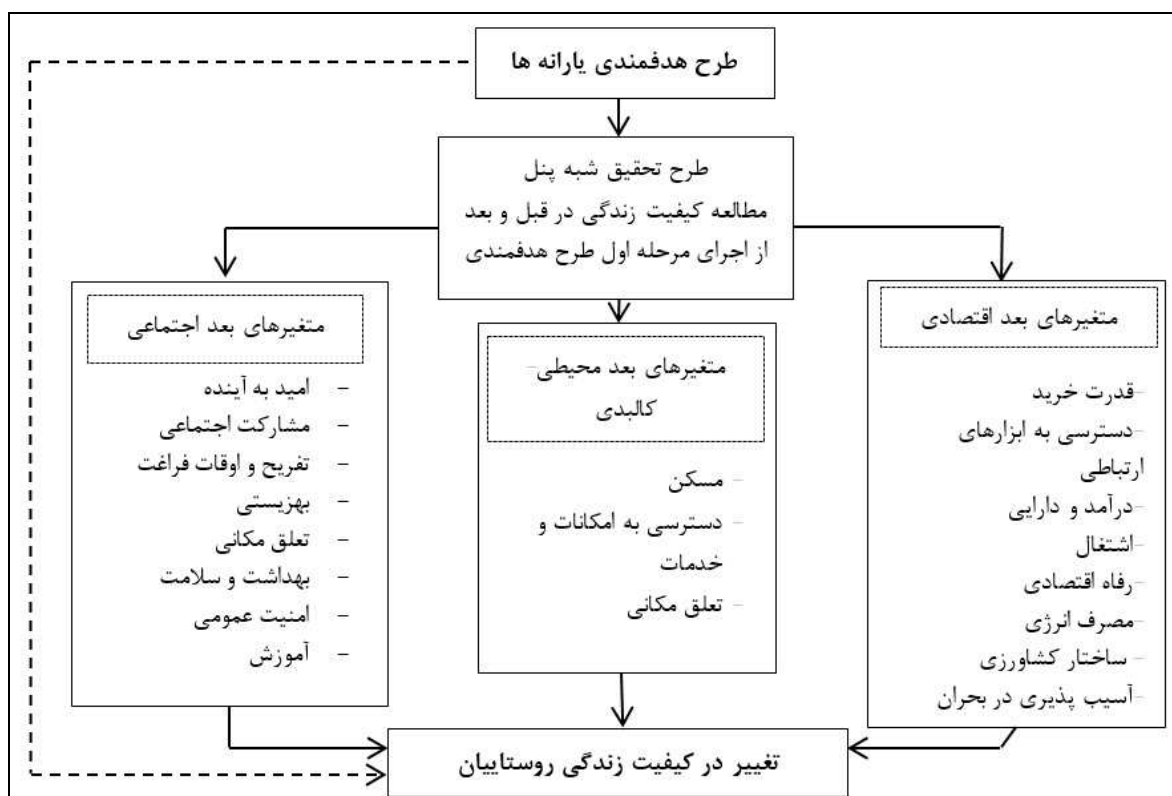 طرح هدفمندی یارانه ها
طرح تحقیق شبه پنل
مطالعه کیفیت زندگی در قبل و بعد
از اجرای مرحله اول طرح هدفمندی
متغیرهای بعد اقتصادی
-قدرت خرید
-دسترسی به ابزارهای
ارتباطی
-درآمد و دارایی
-اشتغال
-رفاه اقتصادی
-مصرف انرژی
- ساختار کشاورزی
-آسیب پذیری در بحران
متغیرهای بعد محیطی-
کالبدی
- مسکن
- دسترسی به امکانات و
خدمات
- تعلق مکانی
متغیرهای بعد اجتماعی
- امید به آینده
- مشارکت اجتماعی
- تفریح و اوقات فراغت
- بهزیستی
- تعلق مکانی
- بهداشت و سلامت
- امنیت عمومی
- آموزش
تغییر در کیفیت زندگی روستاییان